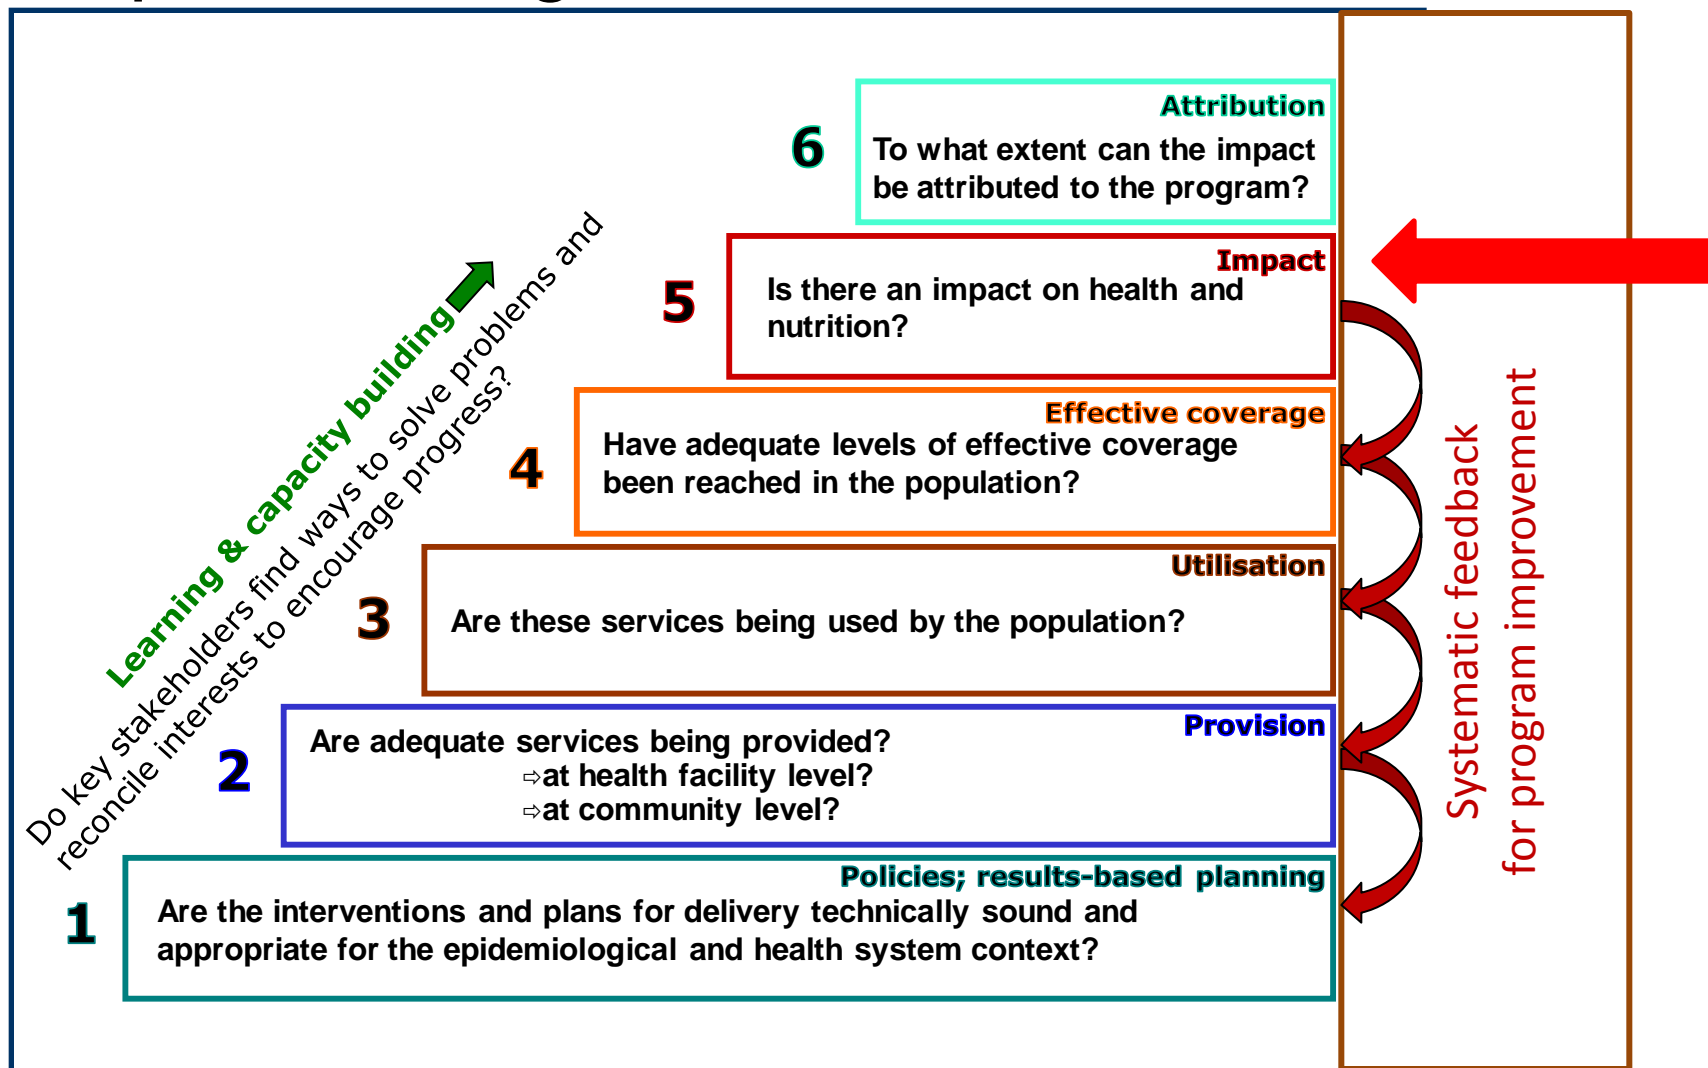 Attribution
6
To what extent can the impact
be attributed to the program?
Impact
5
Is there an impact on health and
nutrition?
Effective coverage
4
Have adequate levels of effective coverage
been reached in the population?
Utilisation
3
Are these services being used by the population?
Provision
2
Are adequate services being provided?
⇨at health facility level?
⇨at community level?
Policies; results-based planning
1
Are the interventions and plans for delivery technically sound and
appropriate for the epidemiological and health system context?
Learning & capacity building
Do key stakeholders find ways to solve problems and
reconcile interests to encourage progress?
Systematic feedback
for program improvement